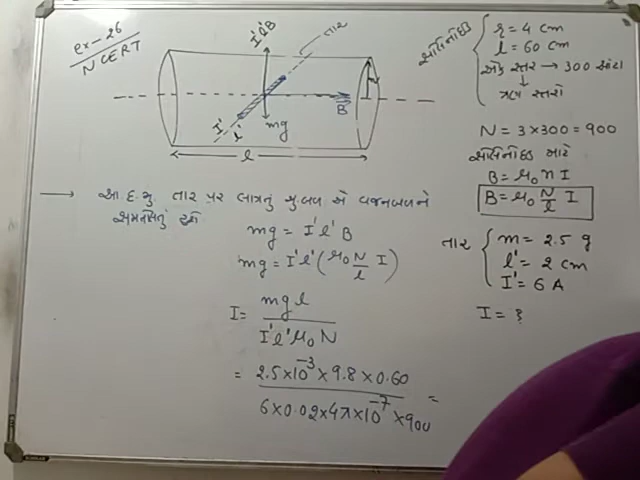 ex-26
NCERT
I'l'B
તાર
r
B
mg
I'
l'
l
સોલિનોઇડ
r = 4 cm
l = 60 cm
એક સ્તર → 300 આંટા
↓
ત્રણ સ્તરો
N = 3 × 300 = 900
સોલિનોઇડ માટે
B = μ₀ n I
B = μ₀ N/l I
→ આ દ. મુ. તાર પર લાગતું ચુ.બળ એ વજનબળને
સમતોલતું હશે
mg = I'l' B
mg = I'l' (μ₀ N/l I)
I = mgl / I'l'μ₀N
= 2.5×10⁻³ × 9.8 × 0.60 / 6×0.02×4π×10⁻⁷×900 =
તાર
m = 2.5 g
l' = 2 cm
I' = 6 A
I = ?